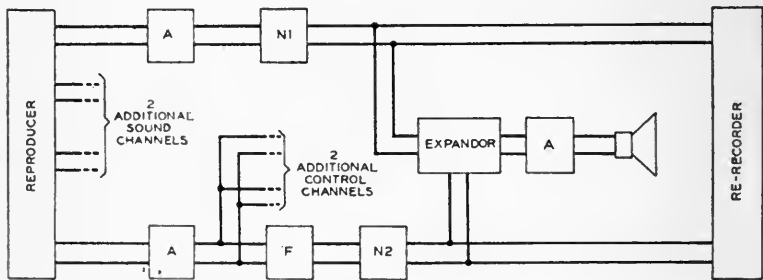 REPRODUCER
A
N1
2
ADDITIONAL
SOUND
CHANNELS
2
ADDITIONAL
CONTROL
CHANNELS
EXPANDOR
A
A
F
N2
RE-RECORDER